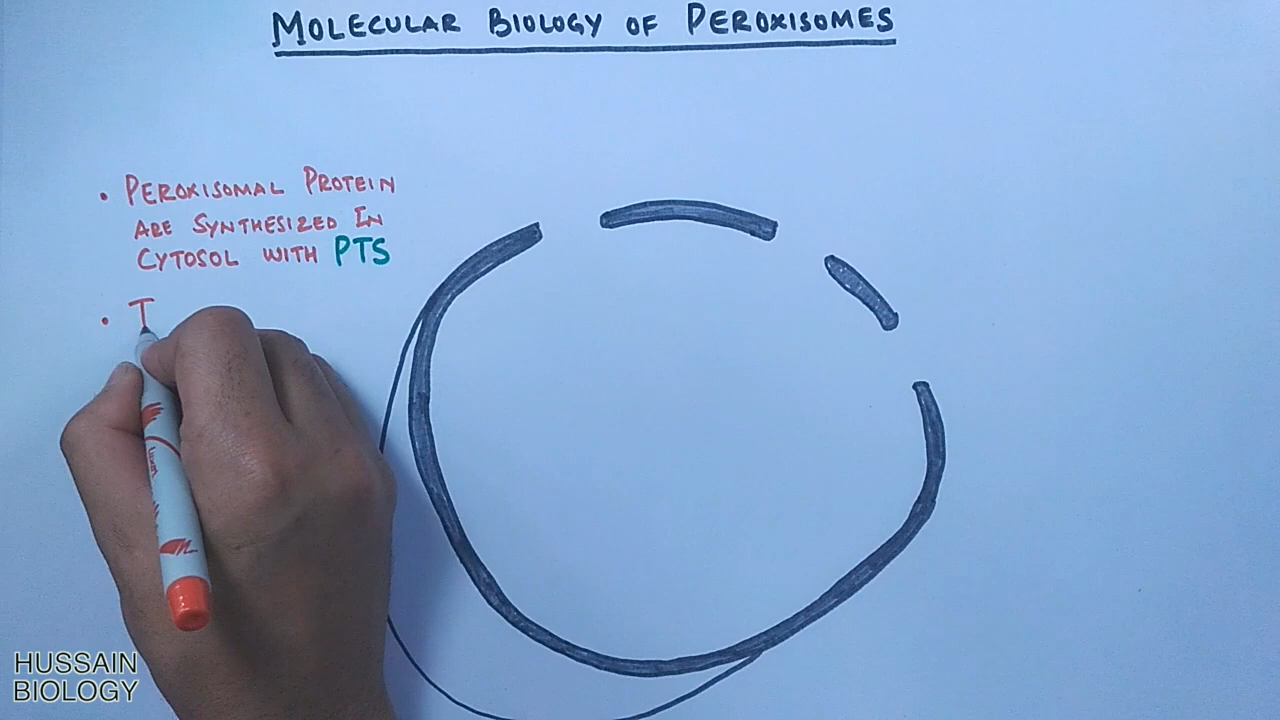 MOLECULAR BIOLOGY OF PEROXISOMES
• PEROXISOMAL PROTEIN
ARE SYNTHESIZED IN
CYTOSOL WITH PTS
• T
HUSSAIN
BIOLOGY